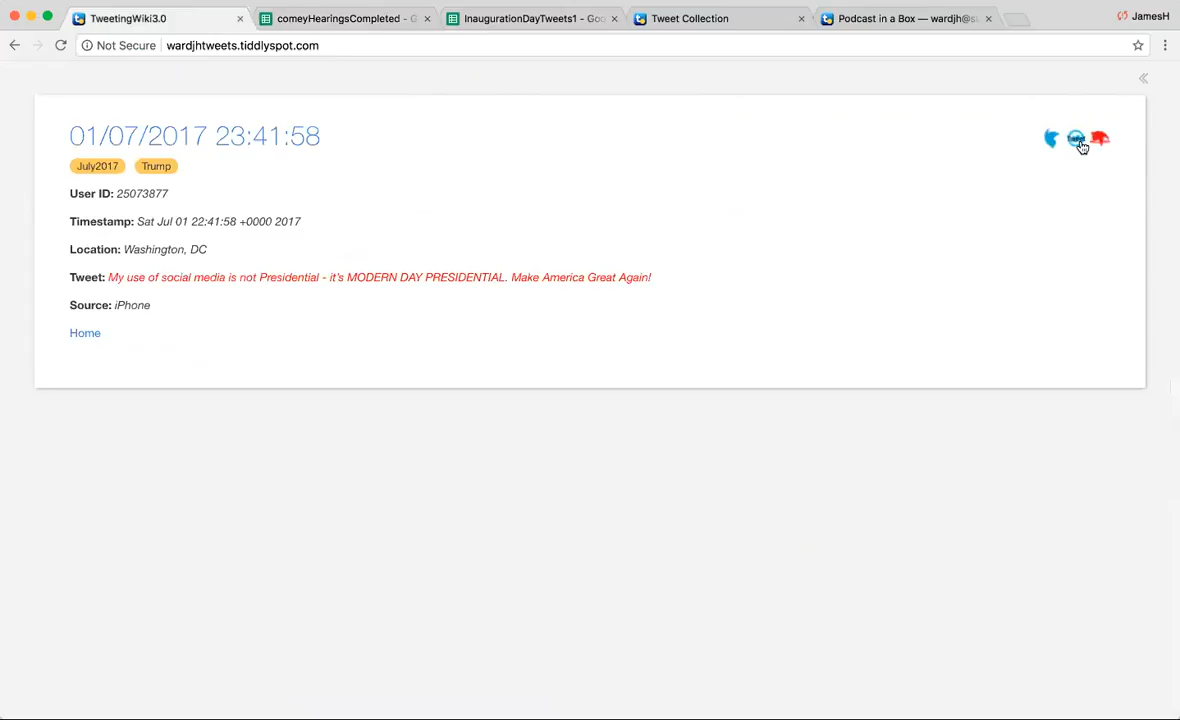 TweetingWiki3.0
comeyHearingsCompleted - G
InaugurationDayTweets1 - Goo
Tweet Collection
Podcast in a Box — wardjh@s
JamesH
Not Secure
wardjhtweets.tiddlyspot.com
01/07/2017 23:41:58
July2017 Trump
User ID: 25073877
Timestamp: Sat Jul 01 22:41:58 +0000 2017
Location: Washington, DC
Tweet: My use of social media is not Presidential - it's MODERN DAY PRESIDENTIAL. Make America Great Again!
Source: iPhone
Home